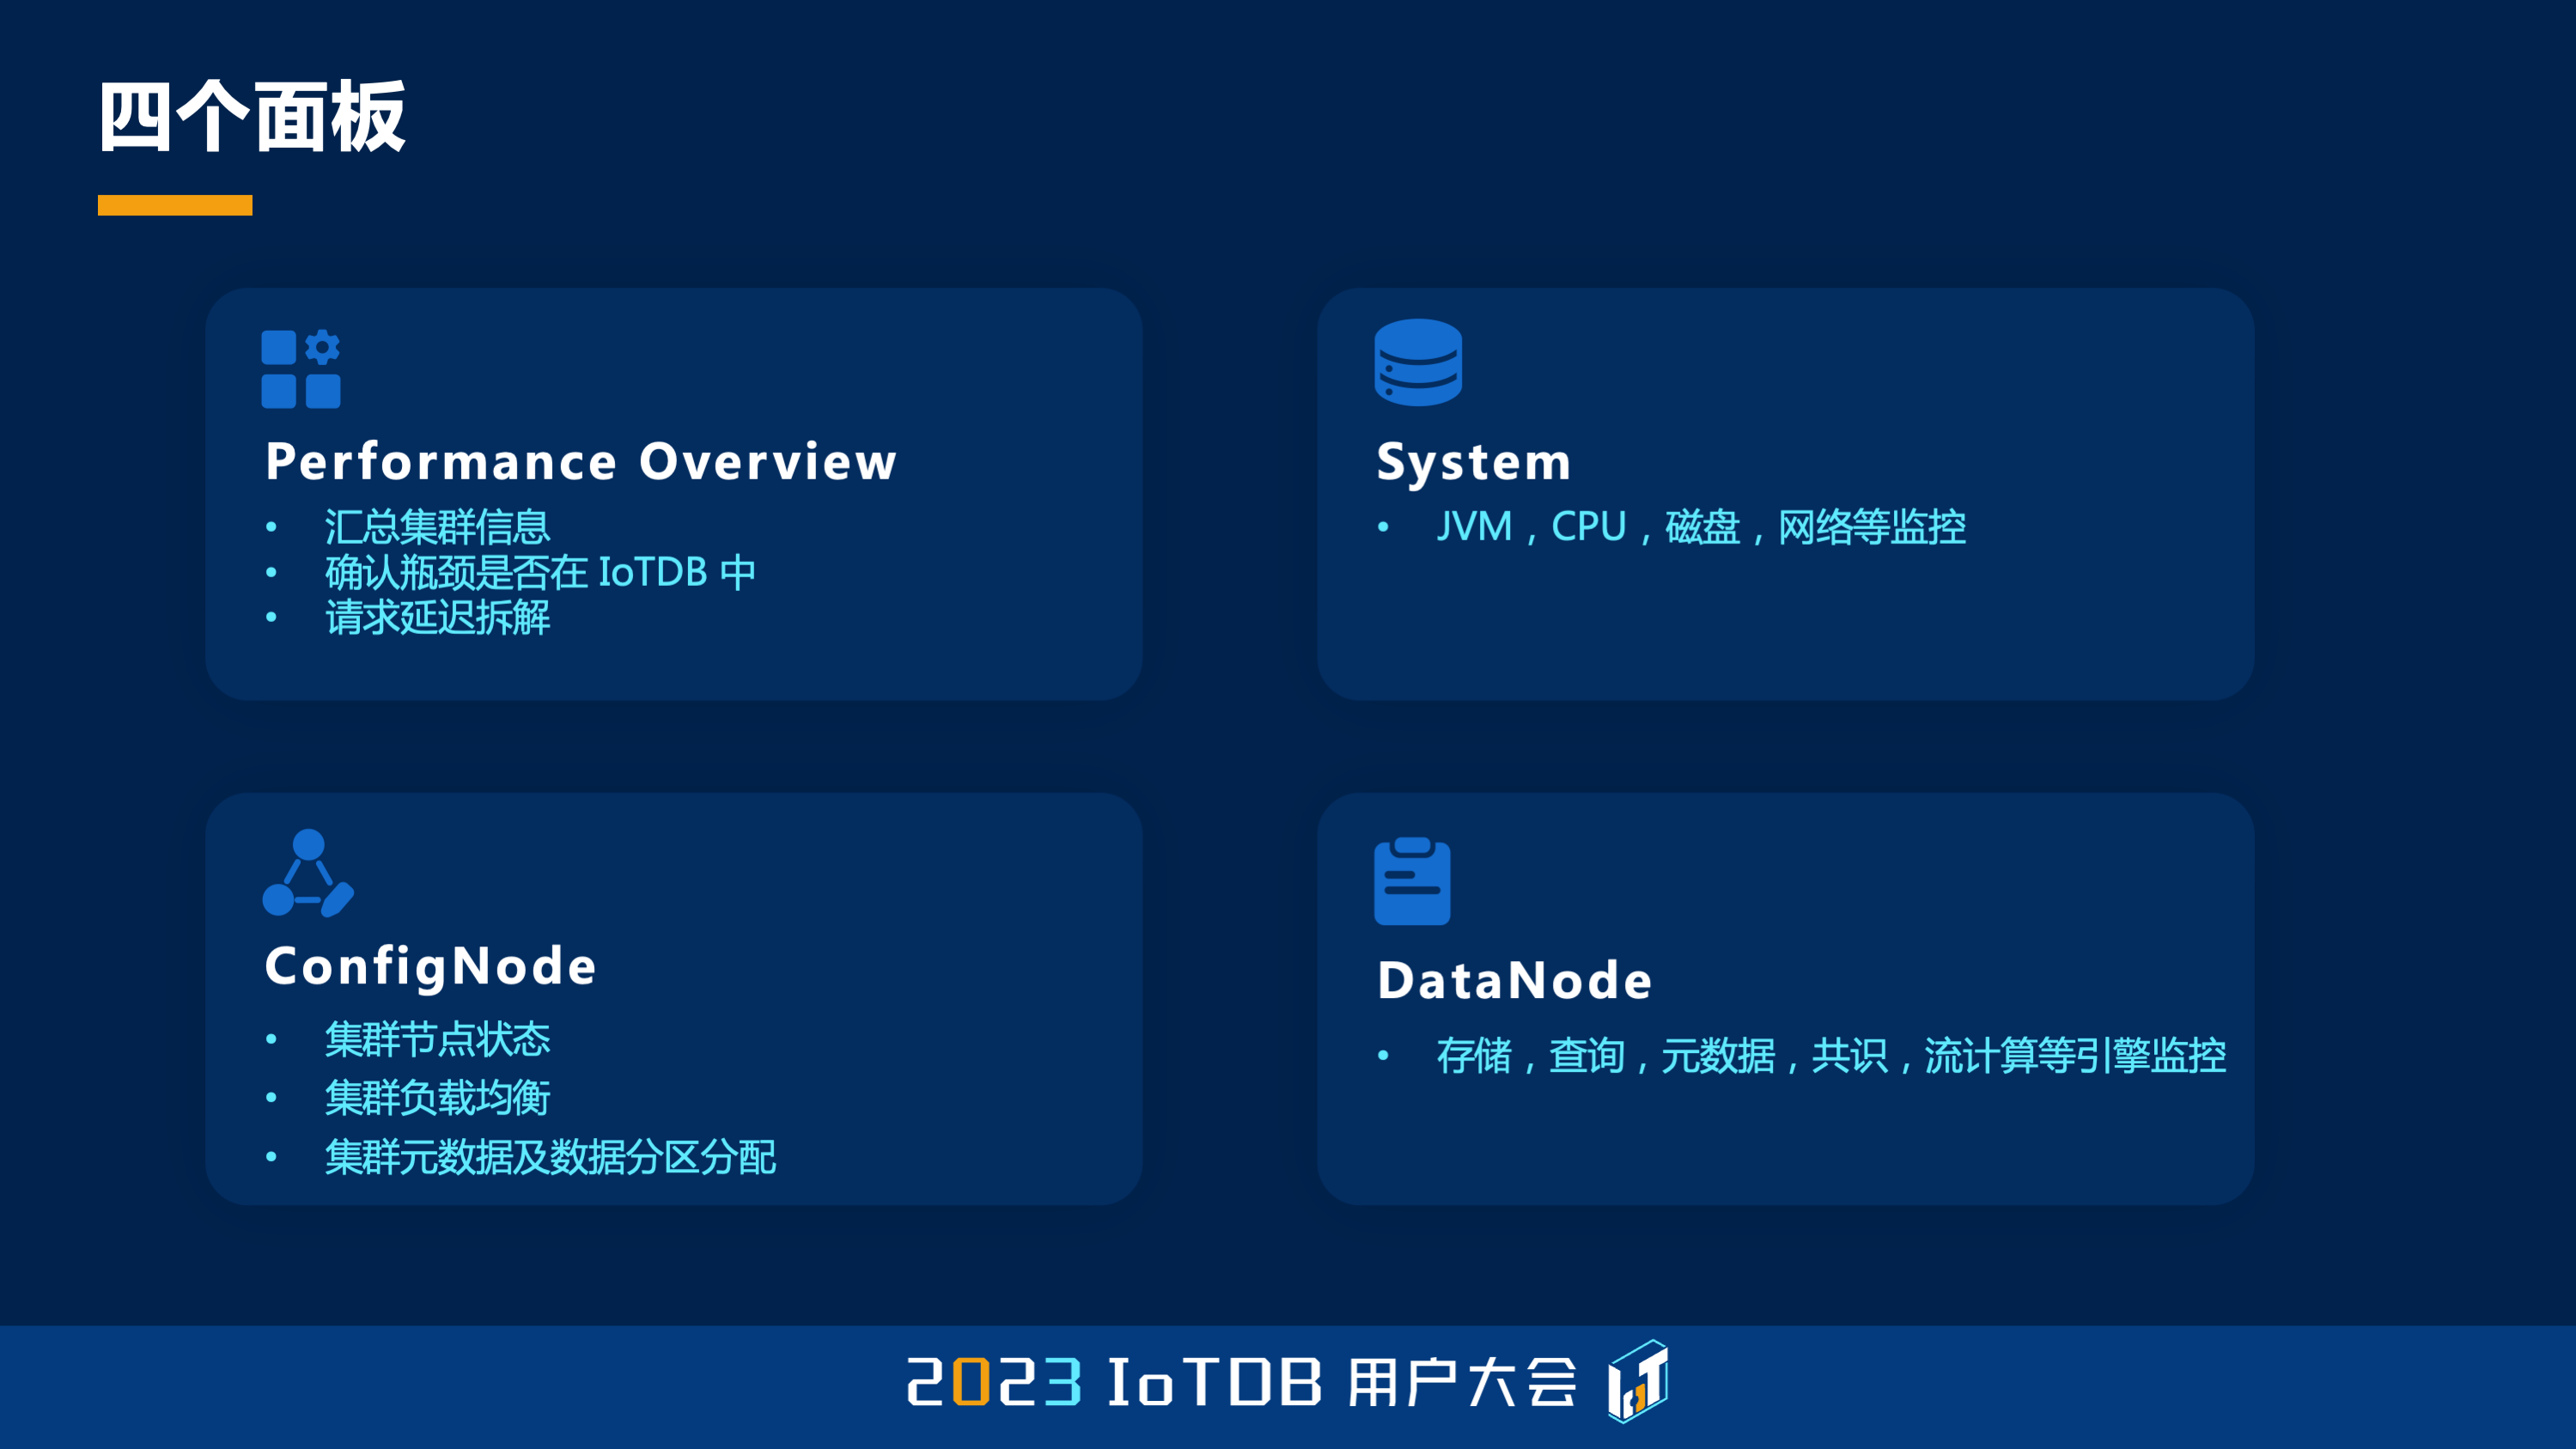 四个面板
Performance Overview
• 汇总集群信息
• 确认瓶颈是否在 IoTDB 中
• 请求延迟拆解
System
• JVM，CPU，磁盘，网络等监控
ConfigNode
• 集群节点状态
• 集群负载均衡
• 集群元数据及数据分区分配
DataNode
• 存储，查询，元数据，共识，流计算等引擎监控
2023 IoTDB 用户大会